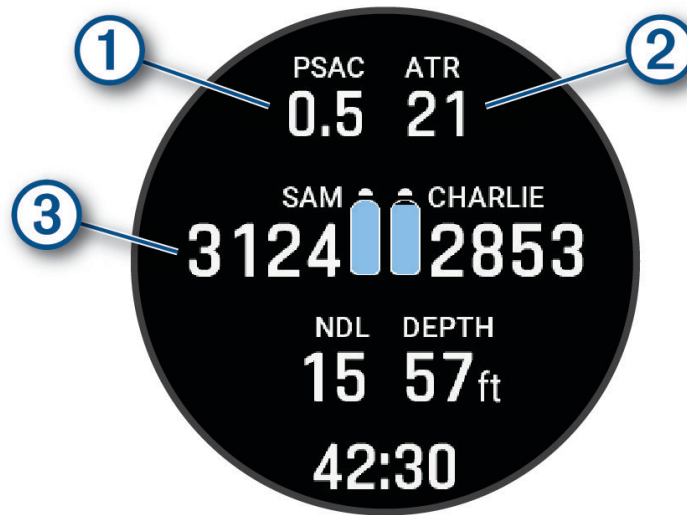 1 2
PSAC ATR
0.5 21
3
SAM CHARLIE
3124 2853
NDL DEPTH
15 57ft
42:30